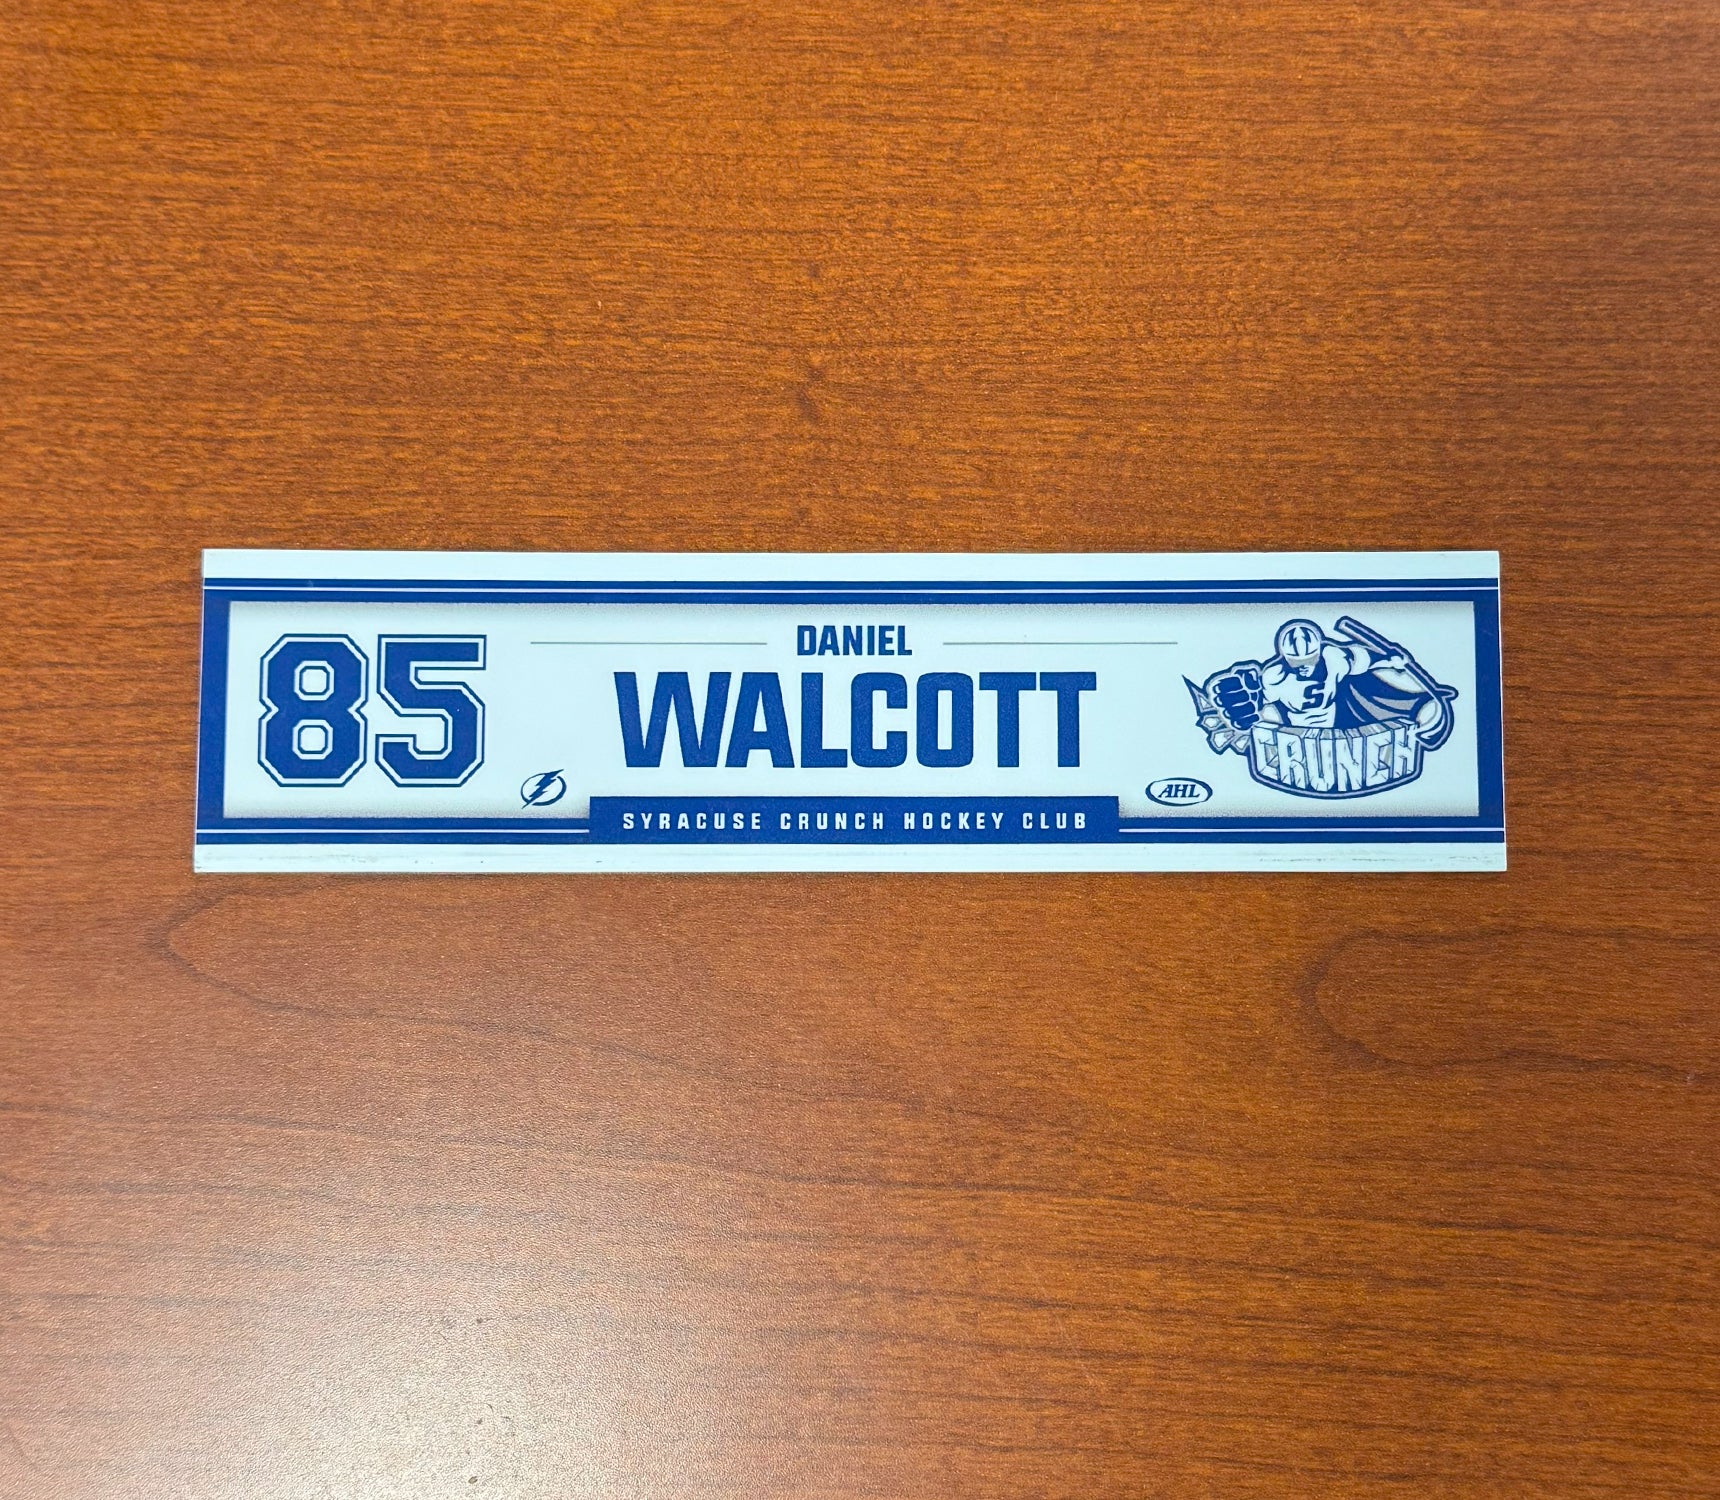 85
DANIEL
WALCOTT
SYRACUSE CRUNCH HOCKEY CLUB
AHL
S
CRUNCH